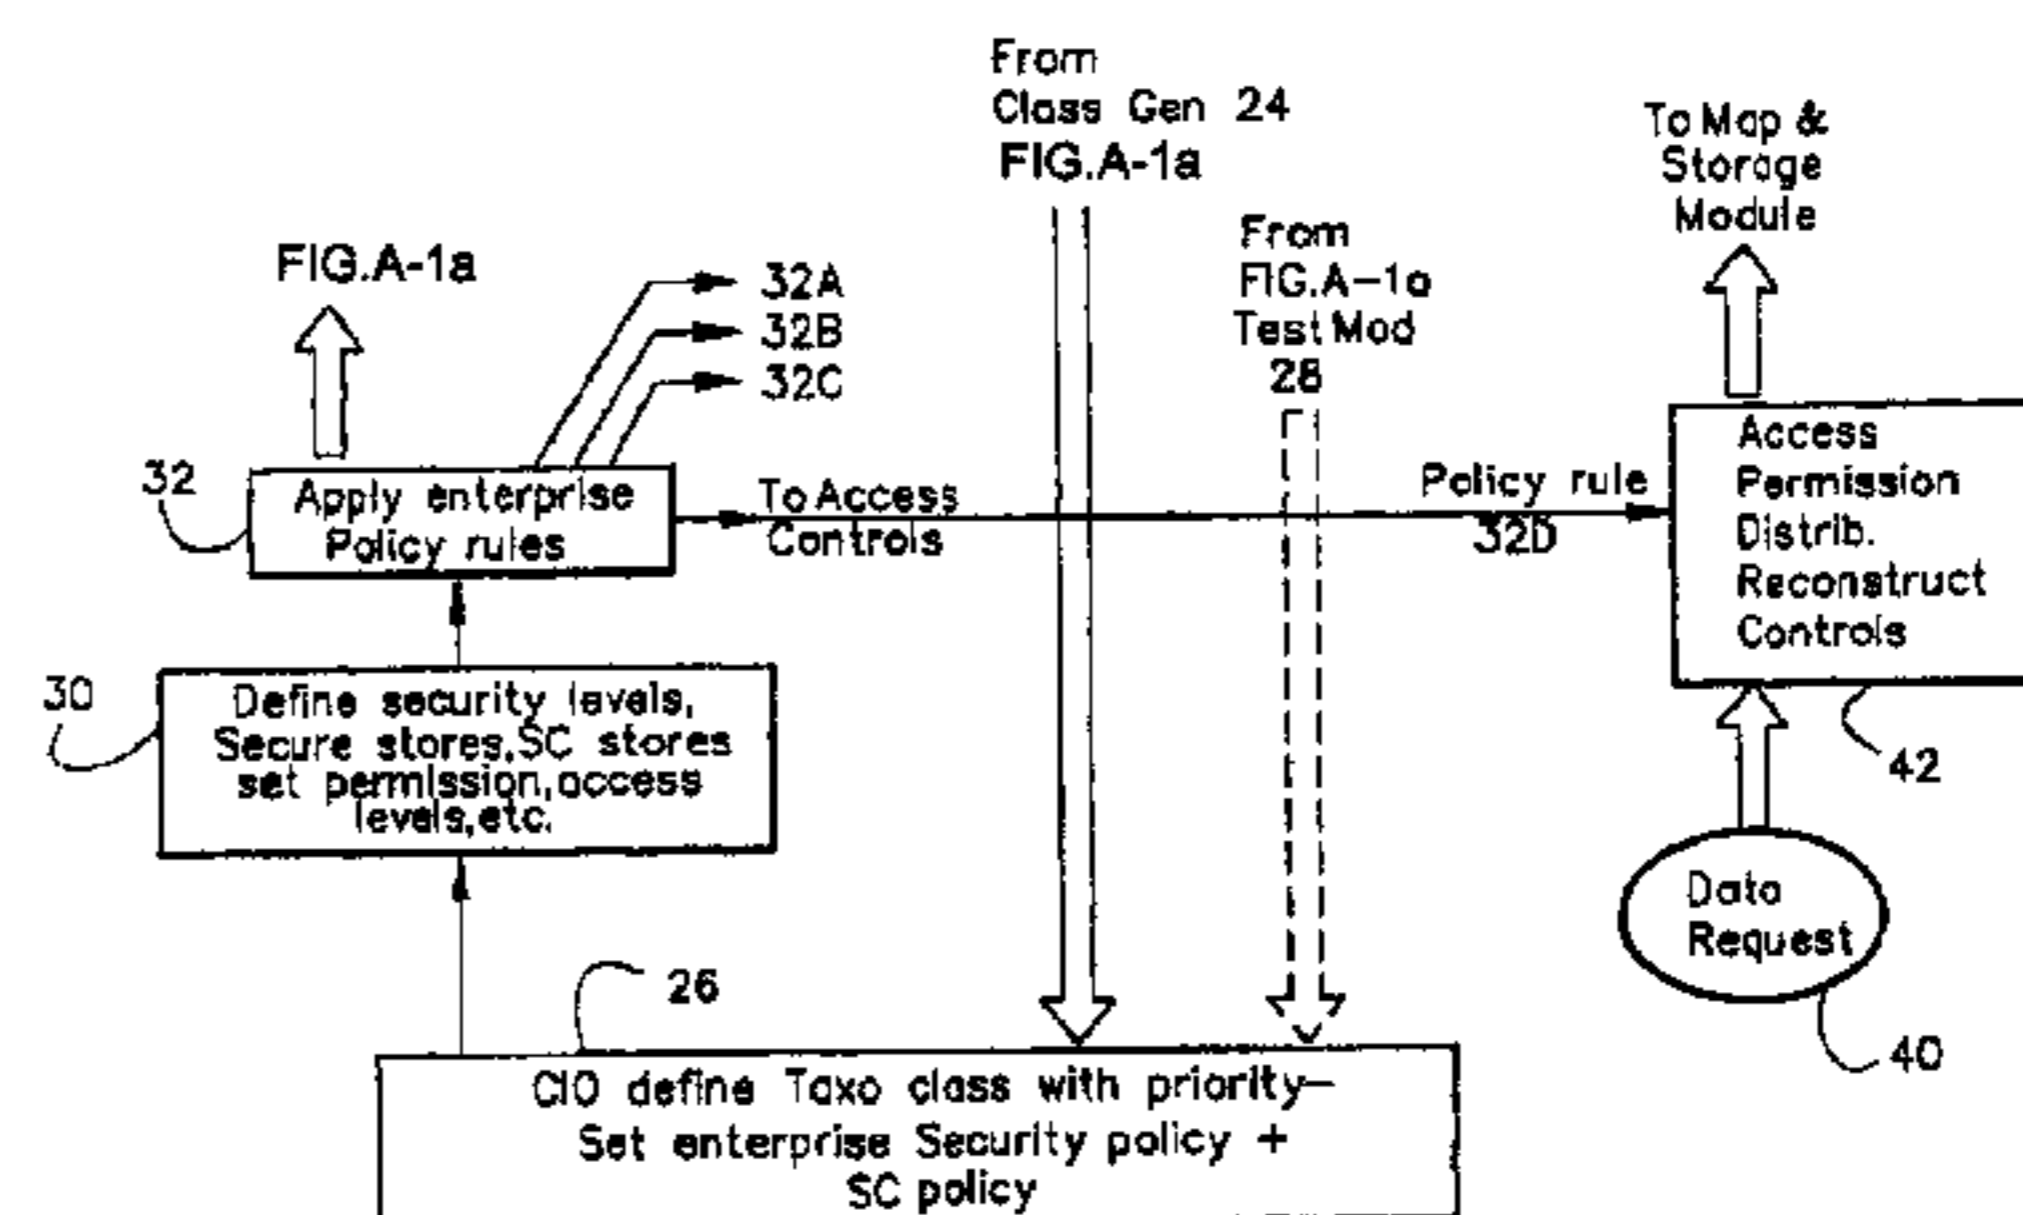 From
Class Gen 24
FIG.A-1a
To Map &
Storage
Module
From
FIG.A-1a
Test Mod
28
FIG.A-1a
32A
32B
32C
32
Apply enterprise
Policy rules
To Access
Controls
Policy rule
32D
Access
Permission
Distrib.
Reconstruct
Controls
30
Define security levels,
Secure stores,SC stores
set permission,access
levels,etc.
42
Data
Request
40
26
CIO define Taxo class with priority-
Set enterprise Security policy +
SC policy